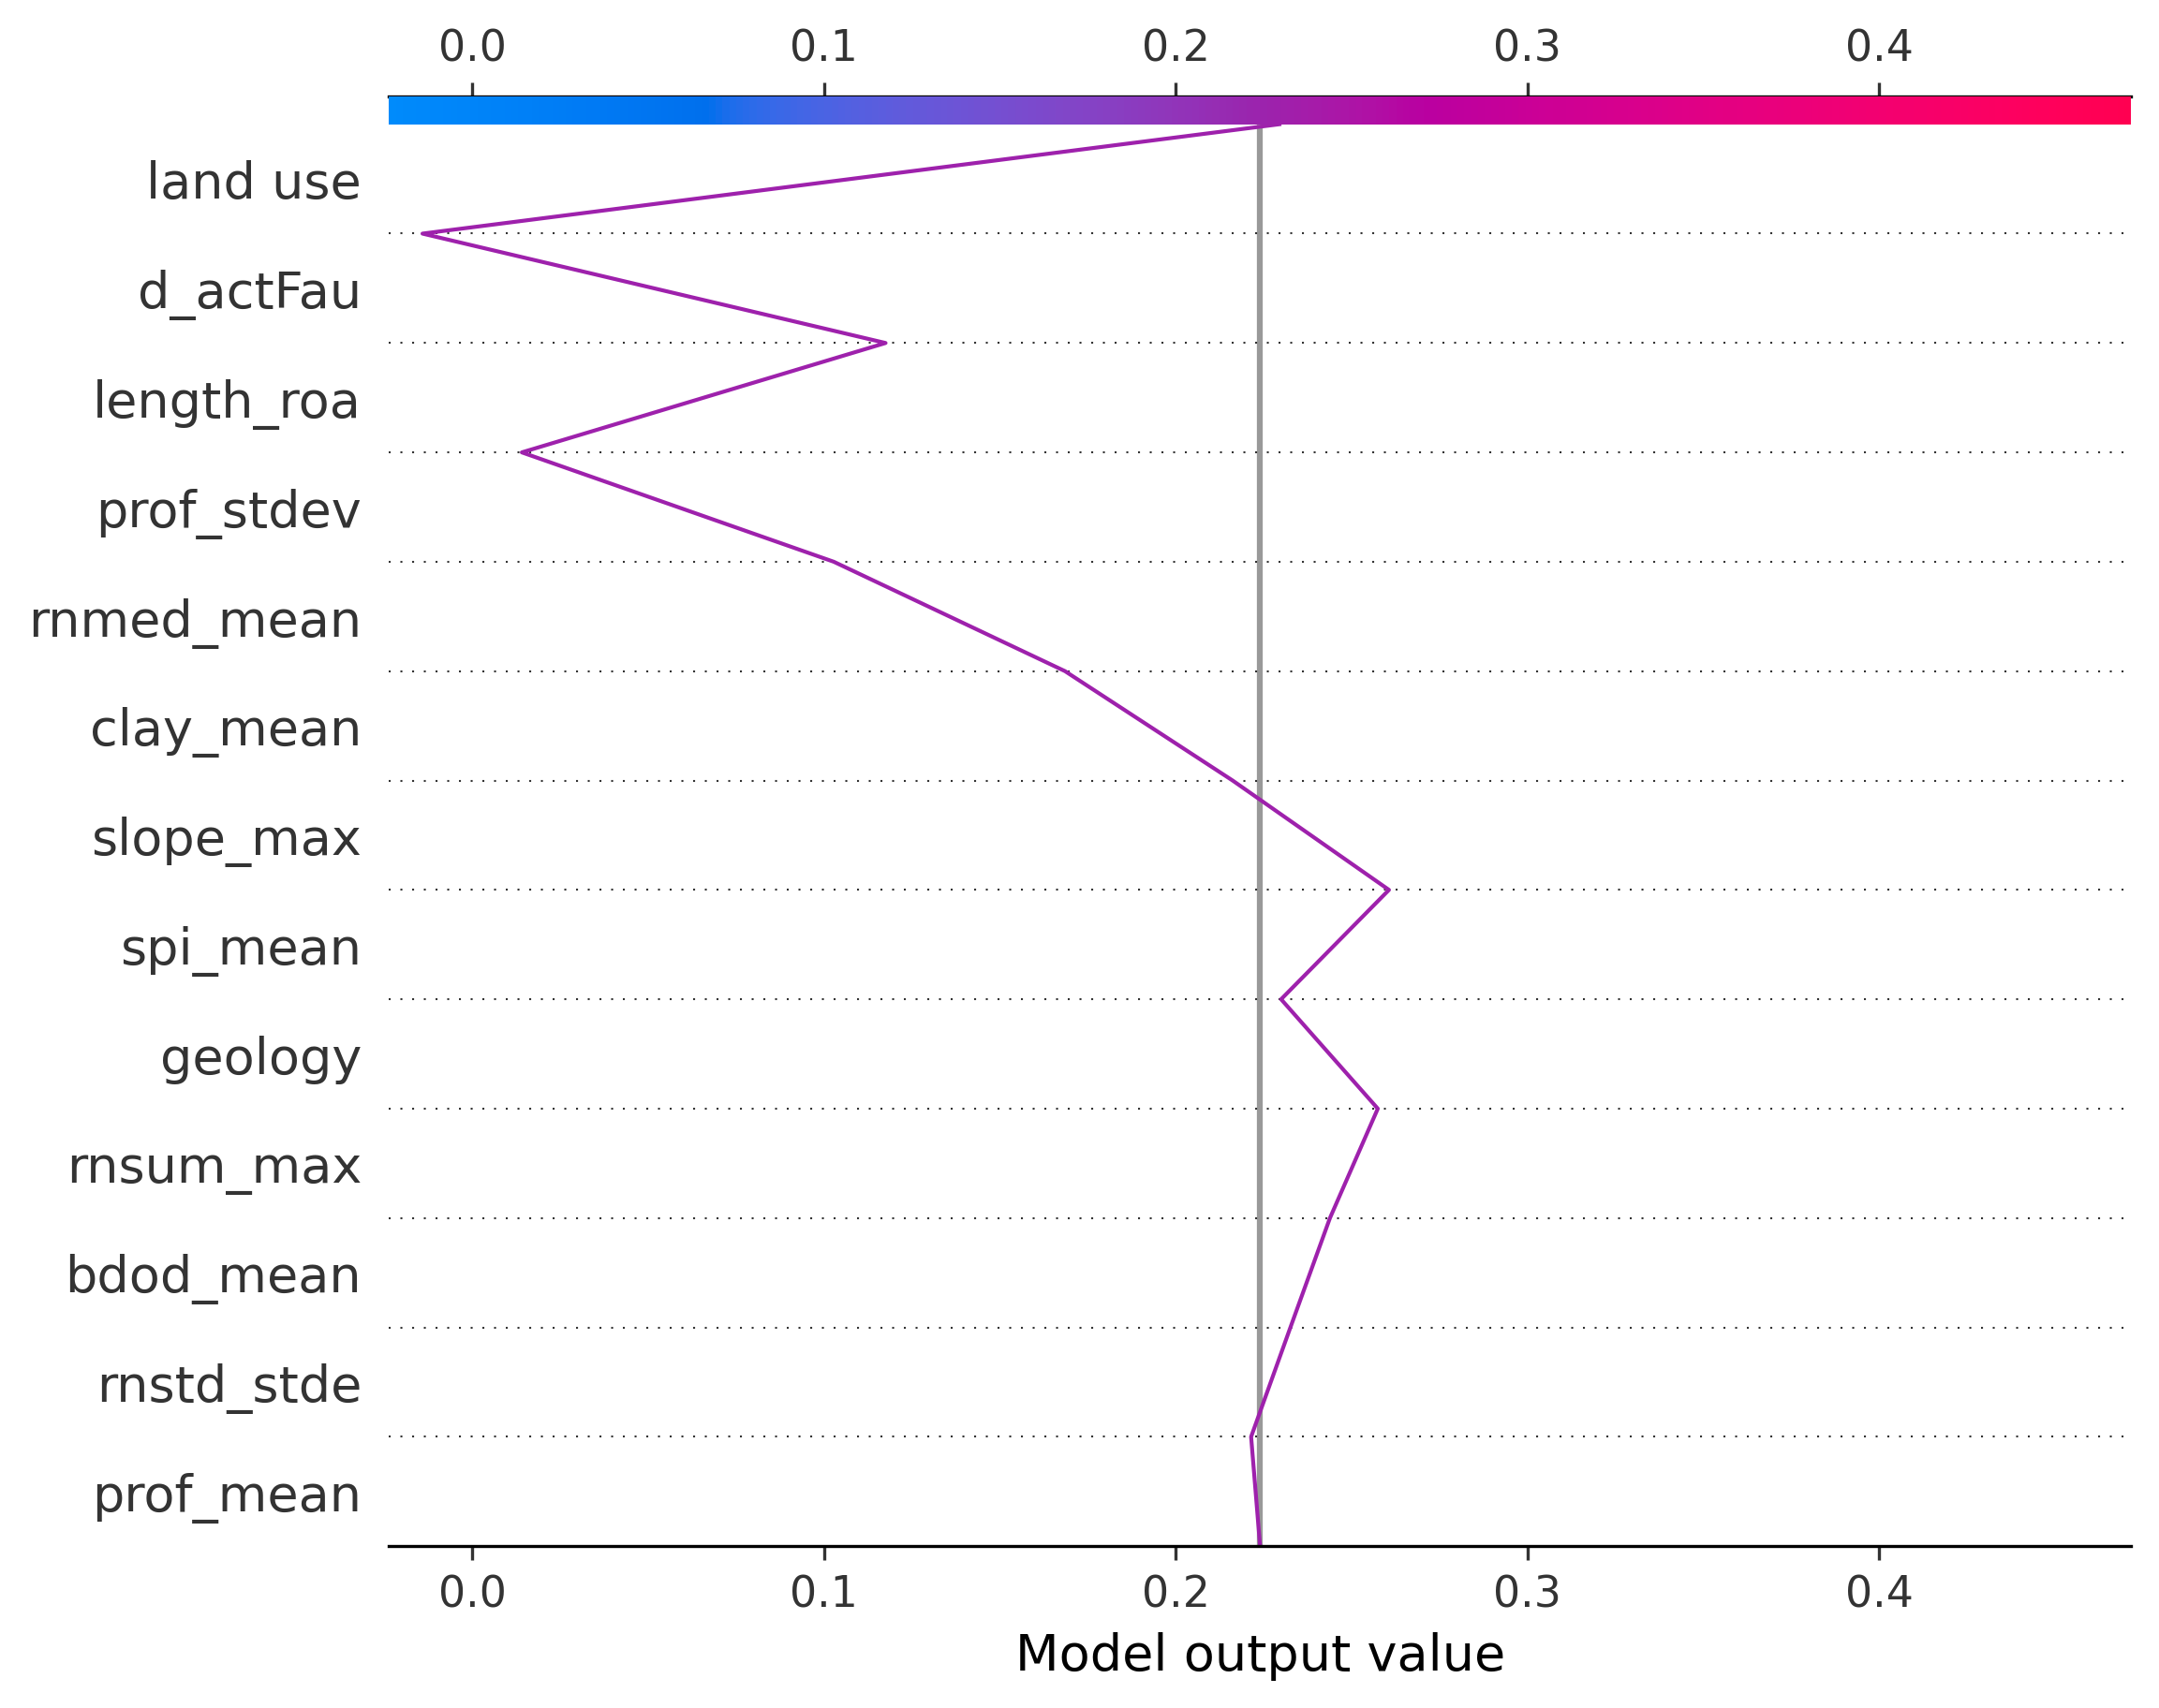 0.0 0.1 0.2 0.3 0.4
land use
d_actFau
length_roa
prof_stdev
rnmed_mean
clay_mean
slope_max
spi_mean
geology
rnsum_max
bdod_mean
rnstd_stde
prof_mean
0.0 0.1 0.2 0.3 0.4
Model output value